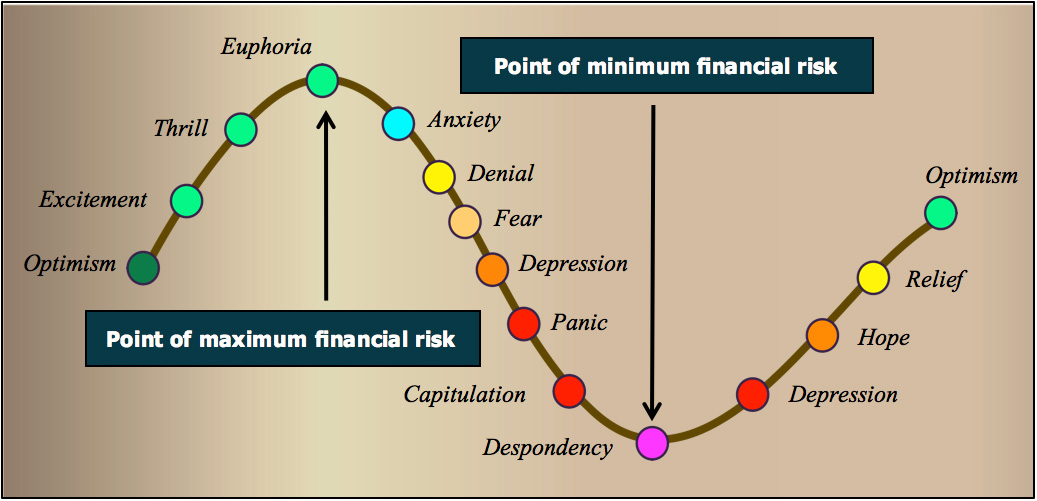 Euphoria
Point of minimum financial risk
Thrill
Anxiety
Denial
Optimism
Excitement
Fear
Optimism
Depression
Relief
Point of maximum financial risk
Panic
Hope
Capitulation
Depression
Despondency